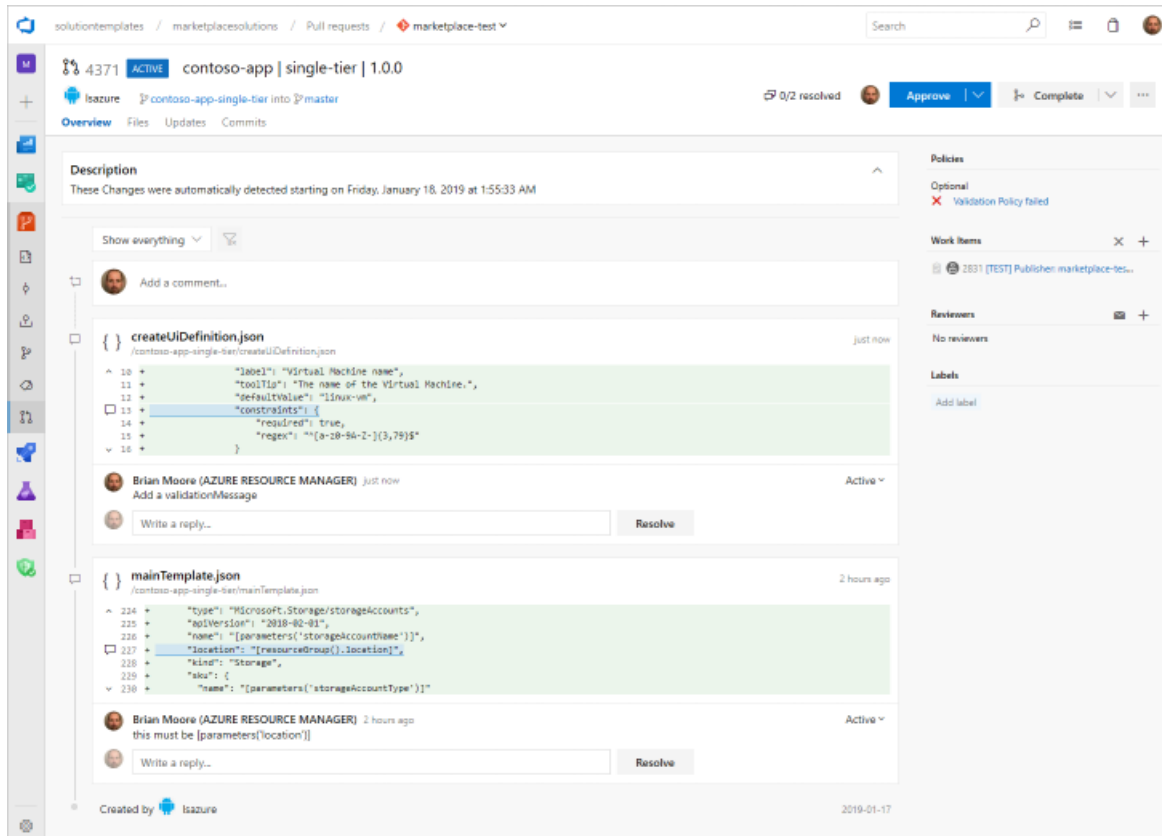 solutiontemplates / marketplacesolutions / Pull requests / marketplace-test
Search
M
4371 ACTIVE contoso-app | single-tier | 1.0.0
lsazure contoso-app-single-tier into master
0/2 resolved
Approve
Complete
Overview Files Updates Commits
Description
These Changes were automatically detected starting on Friday, January 18, 2019 at 1:55:33 AM
Show everything
Add a comment...
{ } createUiDefinition.json
just now
/contoso-app-single-tier/createUiDefinition.json
10 + "label": "Virtual Machine name",
11 + "toolTip": "The name of the Virtual Machine.",
12 + "defaultValue": "linux-vm",
13 + "constraints": {
14 + "required": true,
15 + "regex": "^[a-z0-9A-Z-]{3,79}$"
16 + }
Brian Moore (AZURE RESOURCE MANAGER) just now
Active
Add a validationMessage
Write a reply...
Resolve
{ } mainTemplate.json
2 hours ago
/contoso-app-single-tier/mainTemplate.json
224 + "type": "Microsoft.Storage/storageAccounts",
225 + "apiVersion": "2018-02-01",
226 + "name": "[parameters('storageAccountName')]",
227 + "location": "[resourceGroup().location]",
228 + "kind": "Storage",
229 + "sku": {
230 + "name": "[parameters('storageAccountType')]"
Brian Moore (AZURE RESOURCE MANAGER) 2 hours ago
Active
this must be [parameters('location')]
Write a reply...
Resolve
Created by lsazure
2019-01-17
Policies
Optional
Validation Policy failed
Work Items
2831 [TEST] Publisher: marketplace-tes...
Reviewers
No reviewers
Labels
Add label